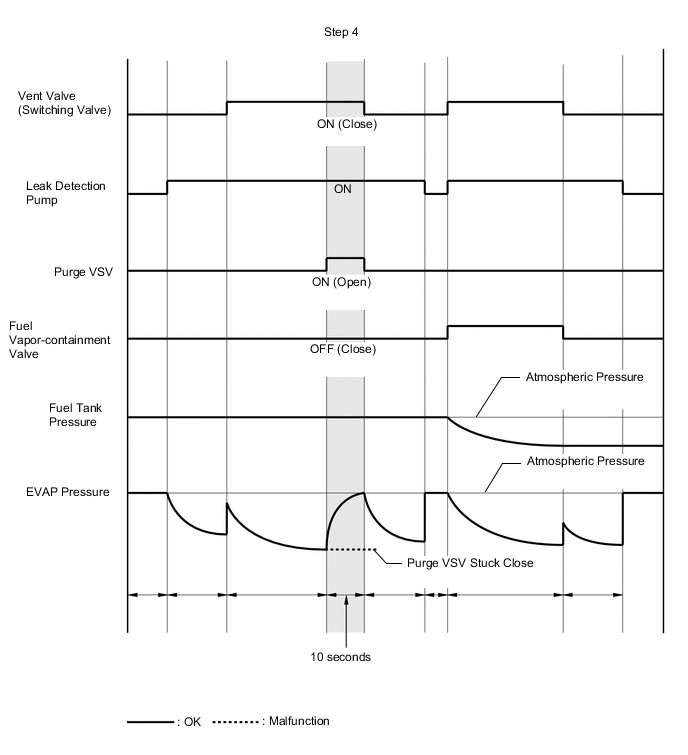 Step 4
Vent Valve
(Switching Valve)
ON (Close)
Leak Detection
Pump
ON
Purge VSV
ON (Open)
Fuel
Vapor-containment
Valve
OFF (Close)
Atmospheric Pressure
Fuel Tank
Pressure
Atmospheric Pressure
EVAP Pressure
Purge VSV Stuck Close
10 seconds
: OK
: Malfunction